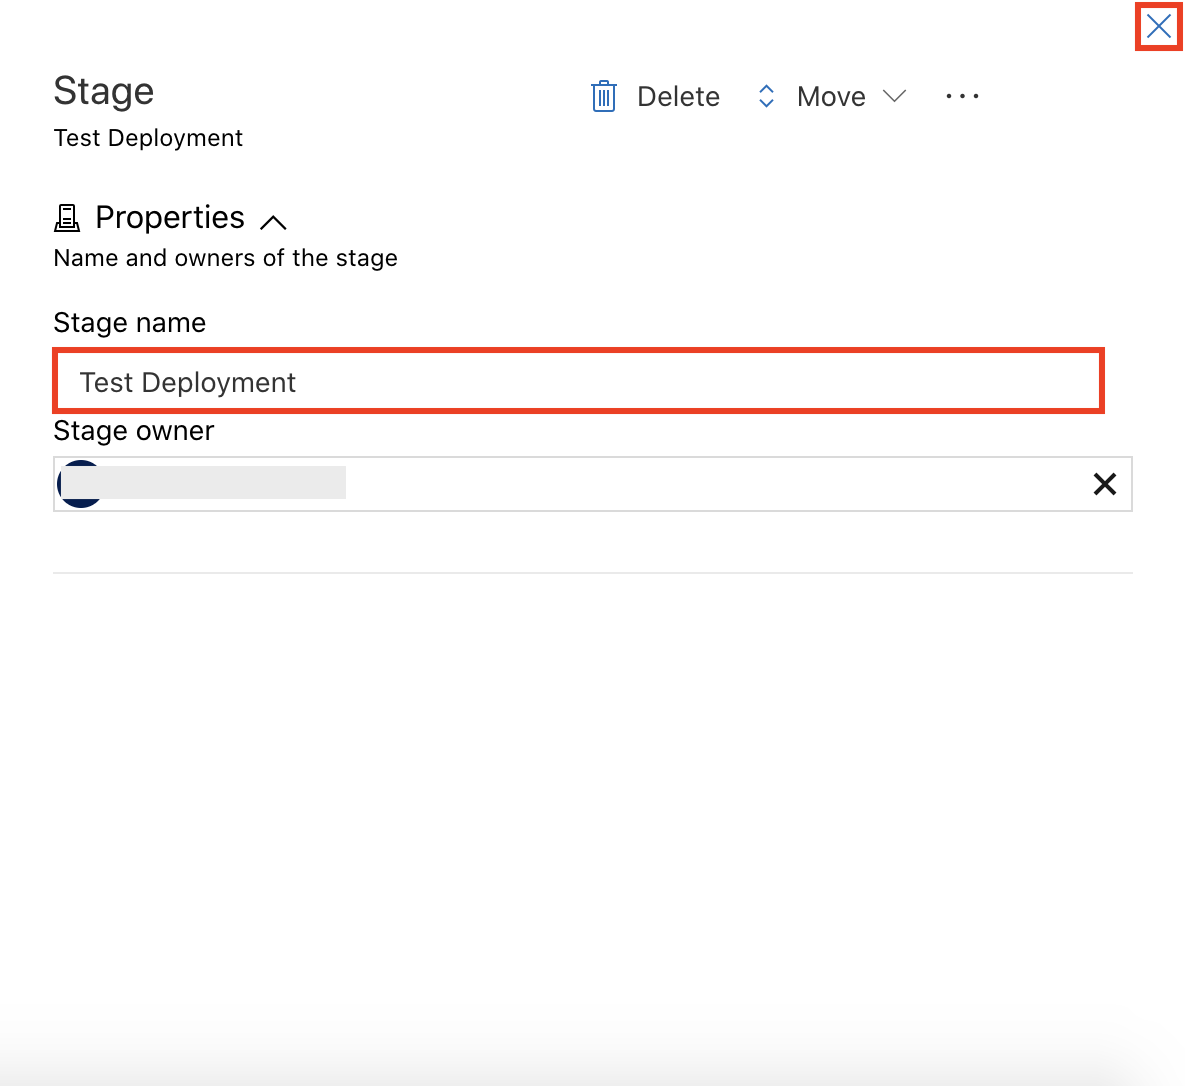 Stage
Delete
Move
Test Deployment
Properties
Name and owners of the stage
Stage name
Test Deployment
Stage owner